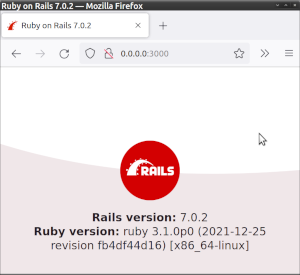 Ruby on Rails 7.0.2 — Mozilla Firefox
Ruby on Rails 7.0.2
0.0.0.0:3000
RAILS
Rails version: 7.0.2
Ruby version: ruby 3.1.0p0 (2021-12-25
revision fb4df44d16) [x86_64-linux]